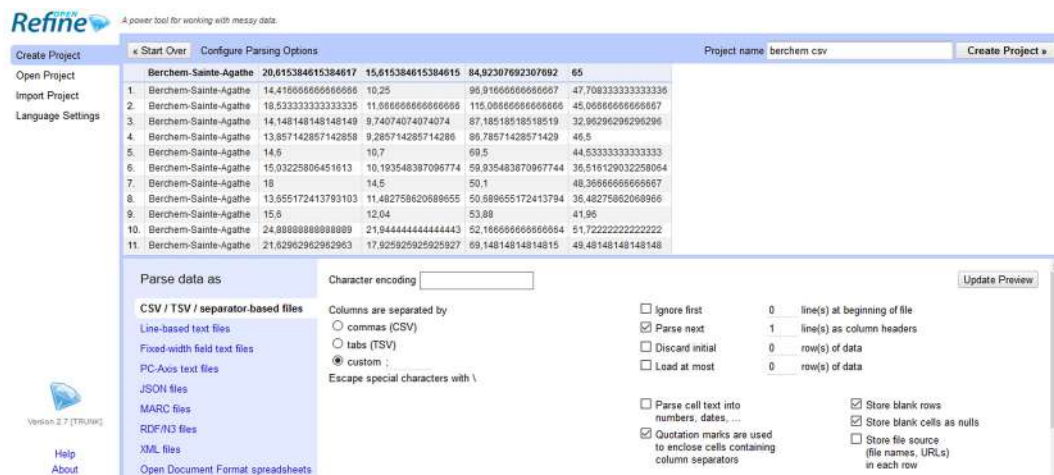 OPEN
Refine A power tool for working with messy data.
Create Project
Open Project
Import Project
Language Settings
« Start Over Configure Parsing Options Project name berchem csv Create Project »
Berchem-Sainte-Agathe 20,615384615384617 15,615384615384615 84,92307692307692 65
1. Berchem-Sainte-Agathe 14,416666666666666 10,25 96,91666666666667 47,708333333333336
2. Berchem-Sainte-Agathe 18,533333333333335 11,666666666666666 115,06666666666666 45,06666666666667
3. Berchem-Sainte-Agathe 14,148148148148149 9,74074074074074 87,18518518518519 32,96296296296296
4. Berchem-Sainte-Agathe 13,857142857142858 9,285714285714286 86,78571428571429 46,5
5. Berchem-Sainte-Agathe 14,6 10,7 69,5 44,53333333333333
6. Berchem-Sainte-Agathe 15,03225806451613 10,193548387096774 59,935483870967744 36,516129032258064
7. Berchem-Sainte-Agathe 18 14,5 50,1 48,36666666666667
8. Berchem-Sainte-Agathe 13,655172413793103 11,482758620689655 50,689655172413794 36,48275862068966
9. Berchem-Sainte-Agathe 15,6 12,04 53,88 41,96
10. Berchem-Sainte-Agathe 24,88888888888889 21,944444444444443 52,166666666666664 51,72222222222222
11. Berchem-Sainte-Agathe 21,62962962962963 17,925925925925927 69,14814814814815 49,48148148148148
Parse data as
CSV / TSV / separator-based files
Line-based text files
Fixed-width field text files
PC-Axis text files
JSON files
MARC files
RDF/N3 files
XML files
Open Document Format spreadsheets
Character encoding
Update Preview
Columns are separated by
commas (CSV)
tabs (TSV)
custom ;
Escape special characters with \
Ignore first 0 line(s) at beginning of file
Parse next 1 line(s) as column headers
Discard initial 0 row(s) of data
Load at most 0 row(s) of data
Parse cell text into
numbers, dates, ...
Quotation marks are used
to enclose cells containing
column separators
Store blank rows
Store blank cells as nulls
Store file source
(file names, URLs)
in each row
Version 2.7 [TRUNK]
Help
About